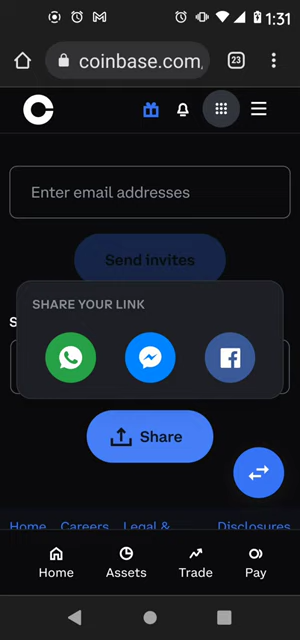 1:31
coinbase.com/
23
Enter email addresses
Send invites
S
SHARE YOUR LINK
Share
Home Careers Legal & Disclosures
Home Assets Trade Pay